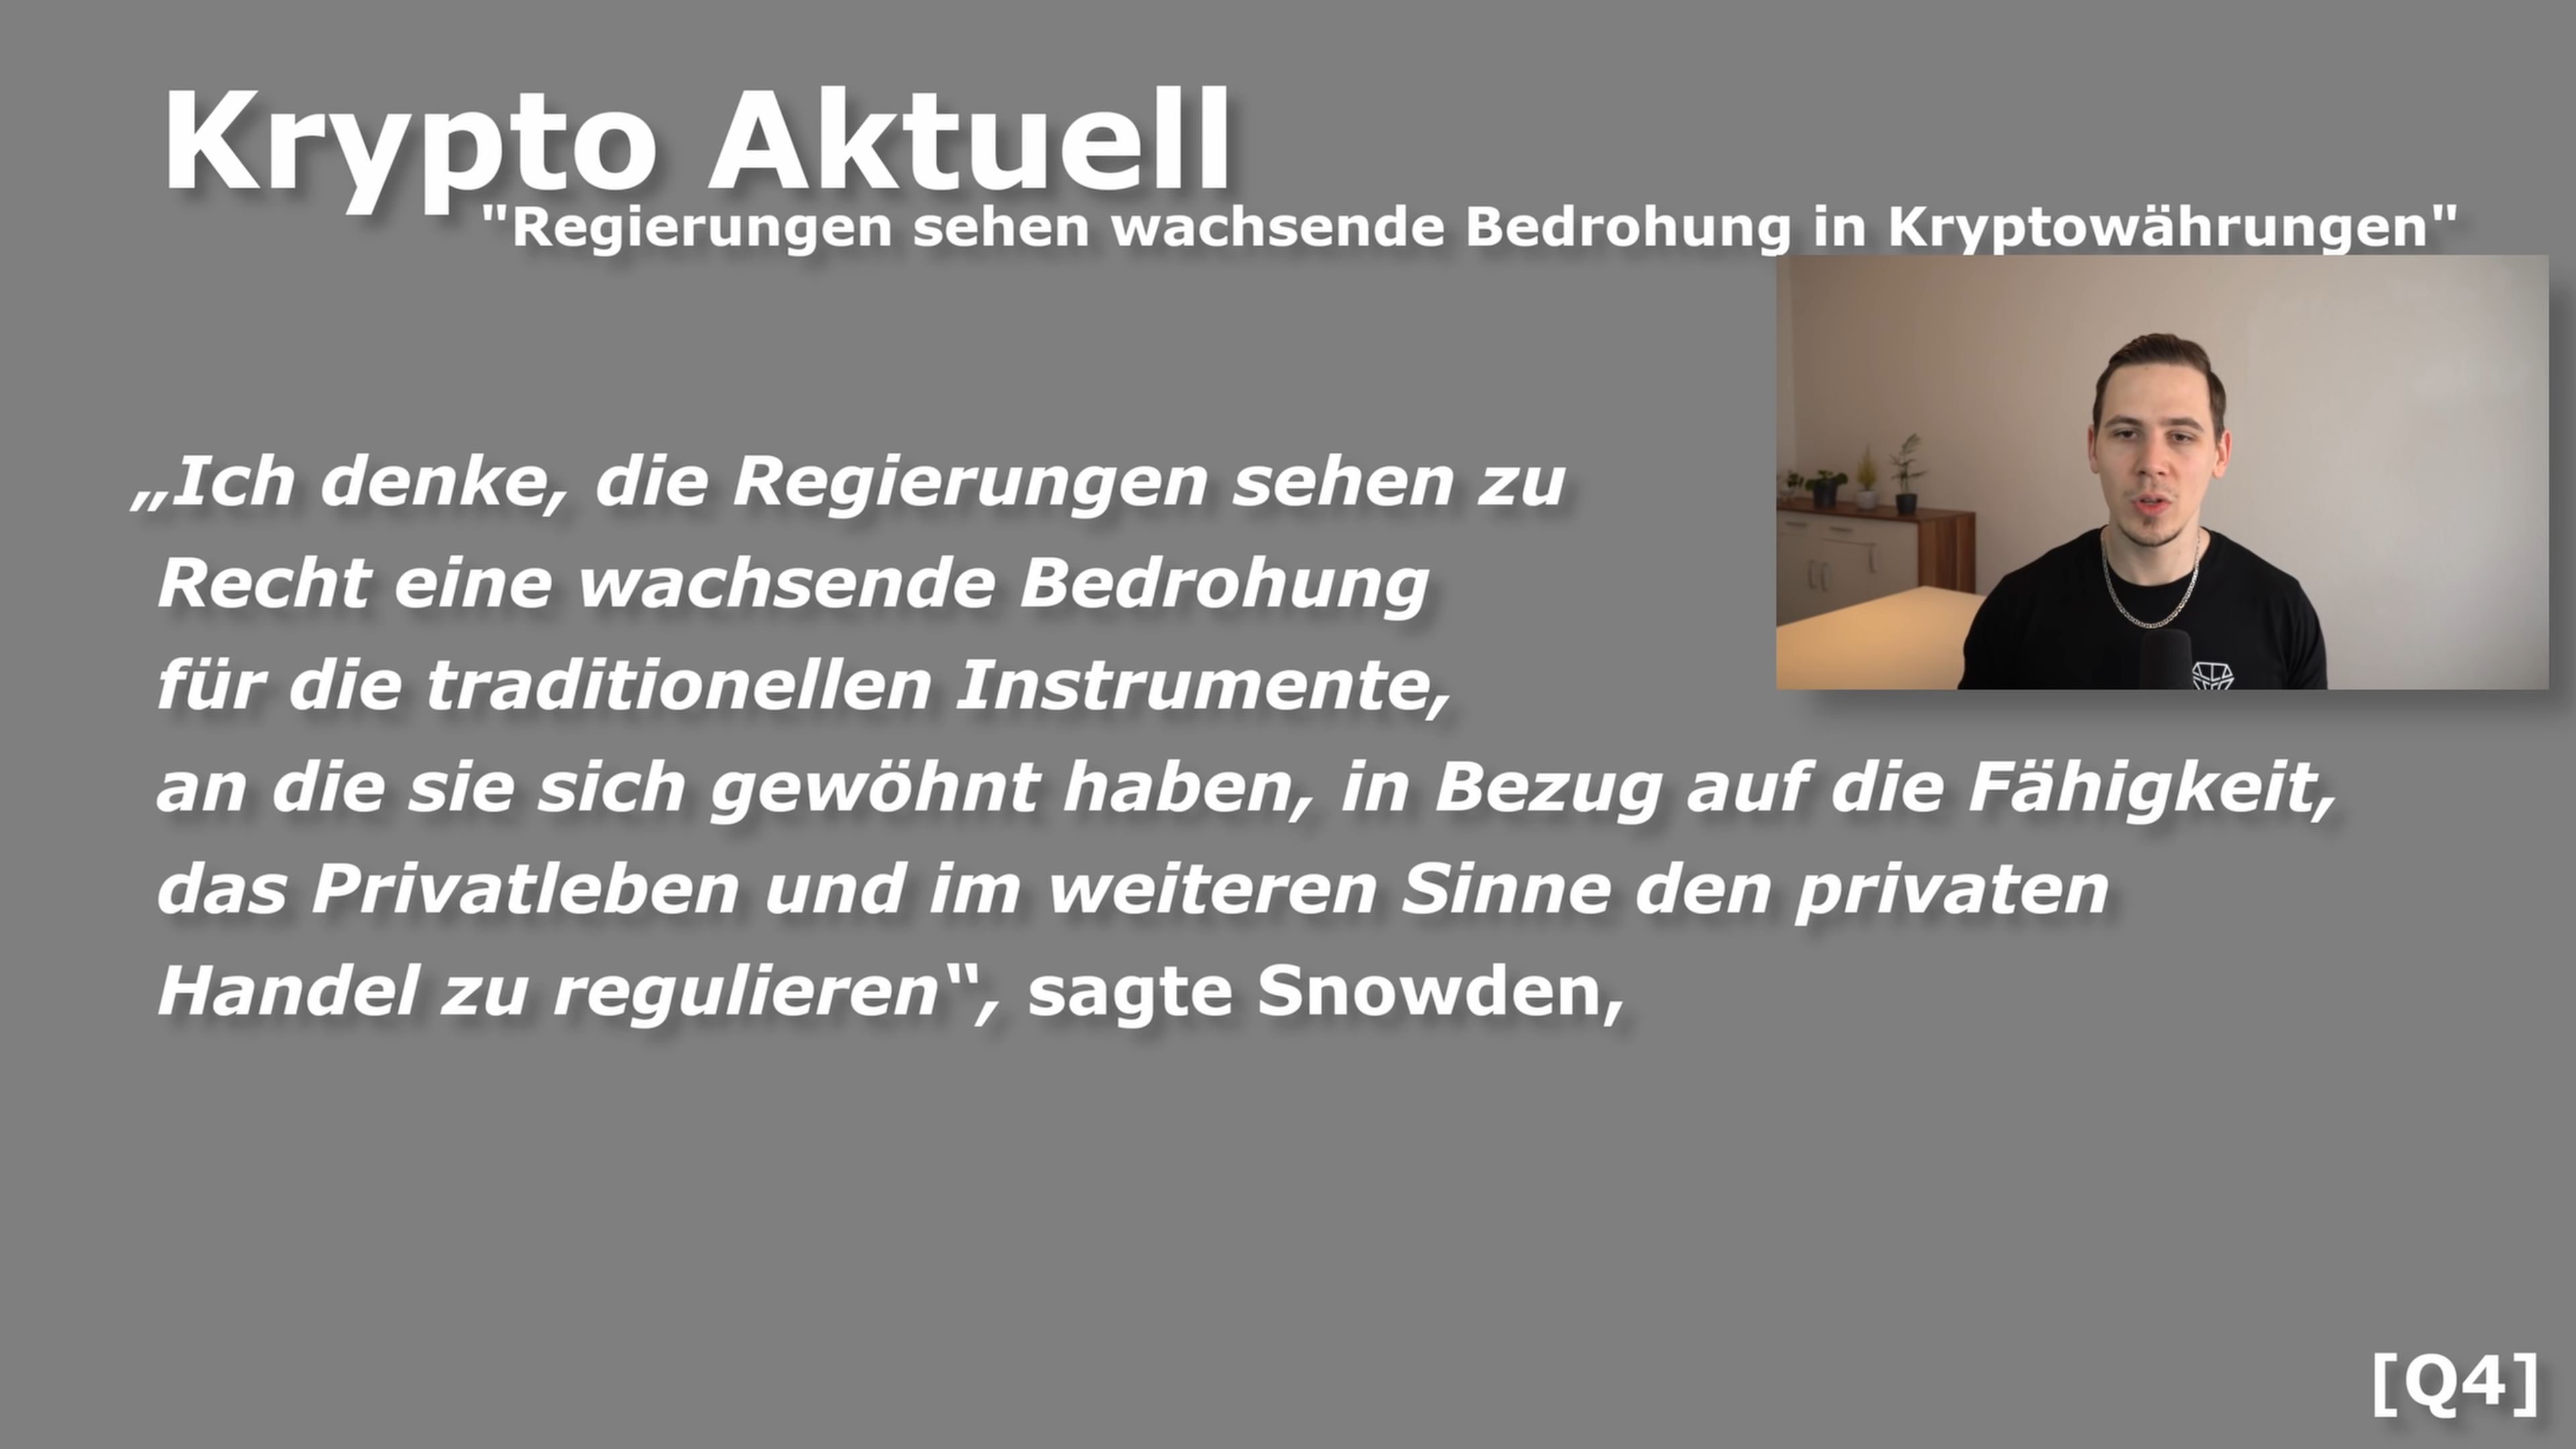 Krypto Aktuell
"Regierungen sehen wachsende Bedrohung in Kryptowährungen"
„Ich denke, die Regierungen sehen zu
Recht eine wachsende Bedrohung
für die traditionellen Instrumente,
an die sie sich gewöhnt haben, in Bezug auf die Fähigkeit,
das Privatleben und im weiteren Sinne den privaten
Handel zu regulieren“, sagte Snowden,
[Q4]